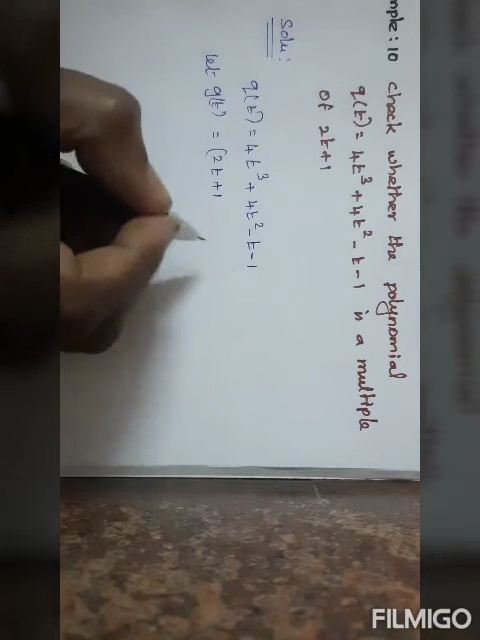 mple: 10 check whether the polynomial
q(t) = 4t³ + 4t² - t - 1 is a multiple
of 2t+1
Solu:
q(t) = 4t³ + 4t² - t - 1
let g(t) = (2t+1
FILMIGO